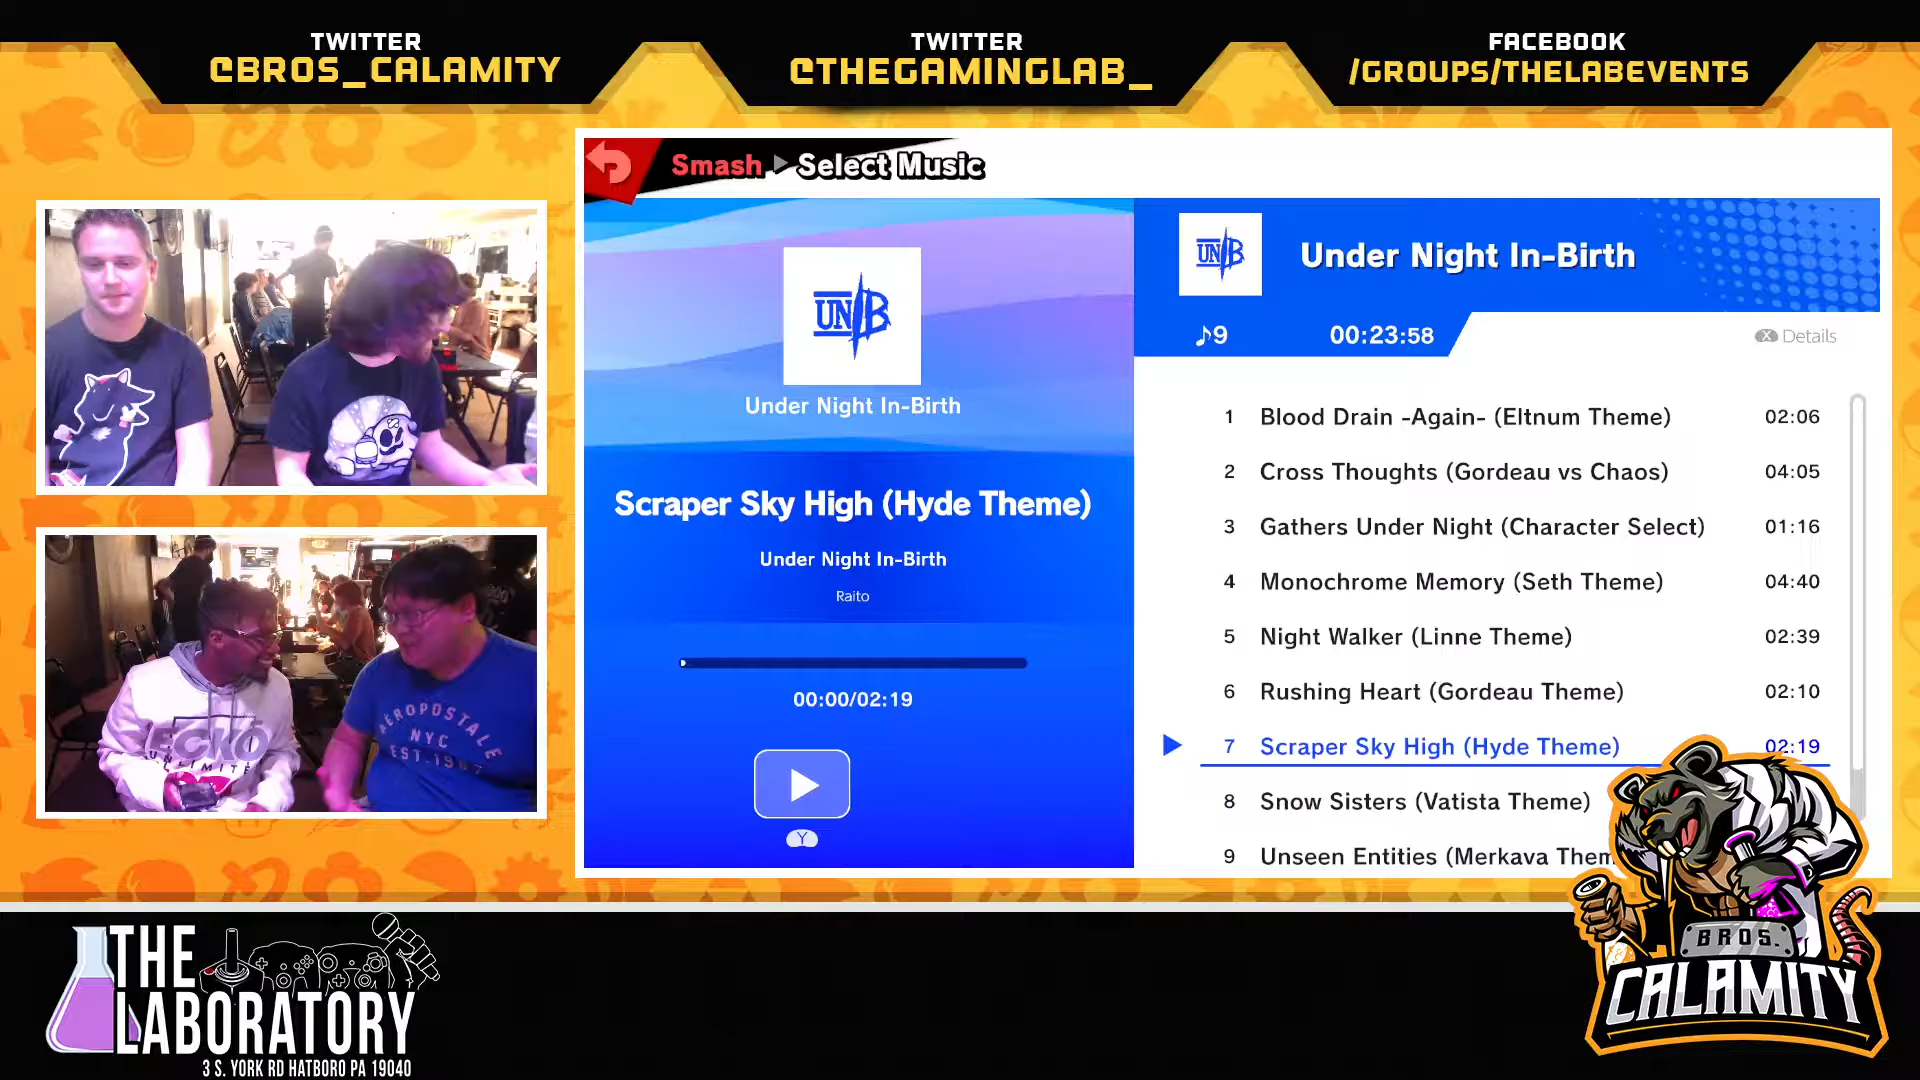 TWITTER
@BROS_CALAMITY
TWITTER
@THEGAMINGLAB_
FACEBOOK
/GROUPS/THELABEVENTS
Smash ▶ Select Music
UNIB
Under Night In-Birth
Scraper Sky High (Hyde Theme)
Under Night In-Birth
Raito
00:00/02:19
Y
UNIB
Under Night In-Birth
♪9 00:23:58
X Details
1 Blood Drain -Again- (Eltnum Theme) 02:06
2 Cross Thoughts (Gordeau vs Chaos) 04:05
3 Gathers Under Night (Character Select) 01:16
4 Monochrome Memory (Seth Theme) 04:40
5 Night Walker (Linne Theme) 02:39
6 Rushing Heart (Gordeau Theme) 02:10
7 Scraper Sky High (Hyde Theme) 02:19
8 Snow Sisters (Vatista Theme)
9 Unseen Entities (Merkava Them
ECKO
UNLIMITE
AEROPOSTALE
NYC
EST. 1987
THE
LABORATORY
3 S. YORK RD HATBORO PA 19040
BROS.
CALAMITY